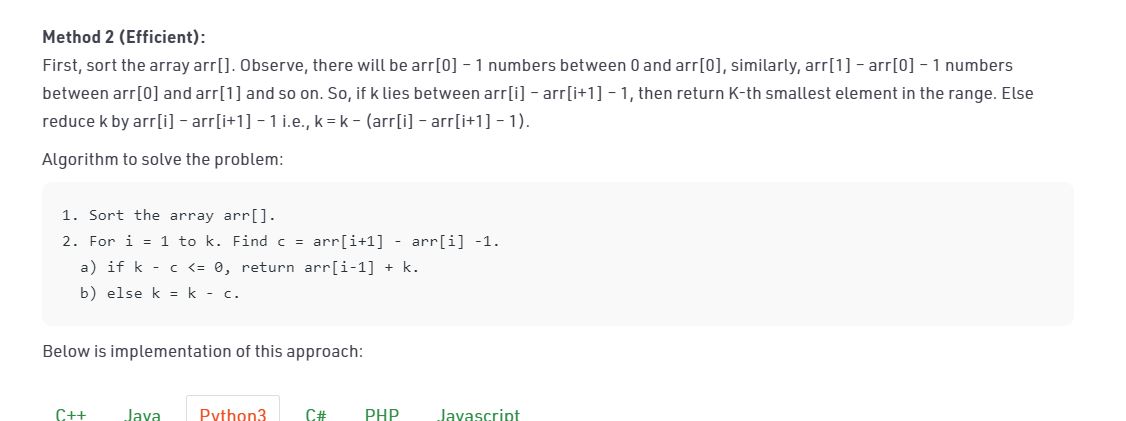 Method 2 (Efficient):
First, sort the array arr[]. Observe, there will be arr[0] – 1 numbers between 0 and arr[0], similarly, arr[1] – arr[0] – 1 numbers
between arr[0] and arr[1] and so on. So, if k lies between arr[i] – arr[i+1] – 1, then return K-th smallest element in the range. Else
reduce k by arr[i] – arr[i+1] – 1 i.e., k = k – (arr[i] – arr[i+1] – 1).
Algorithm to solve the problem:
1. Sort the array arr[].
2. For i = 1 to k. Find c = arr[i+1] - arr[i] -1.
a) if k - c <= 0, return arr[i-1] + k.
b) else k = k - c.
Below is implementation of this approach:
C++ Java Python3 C# PHP Javascript